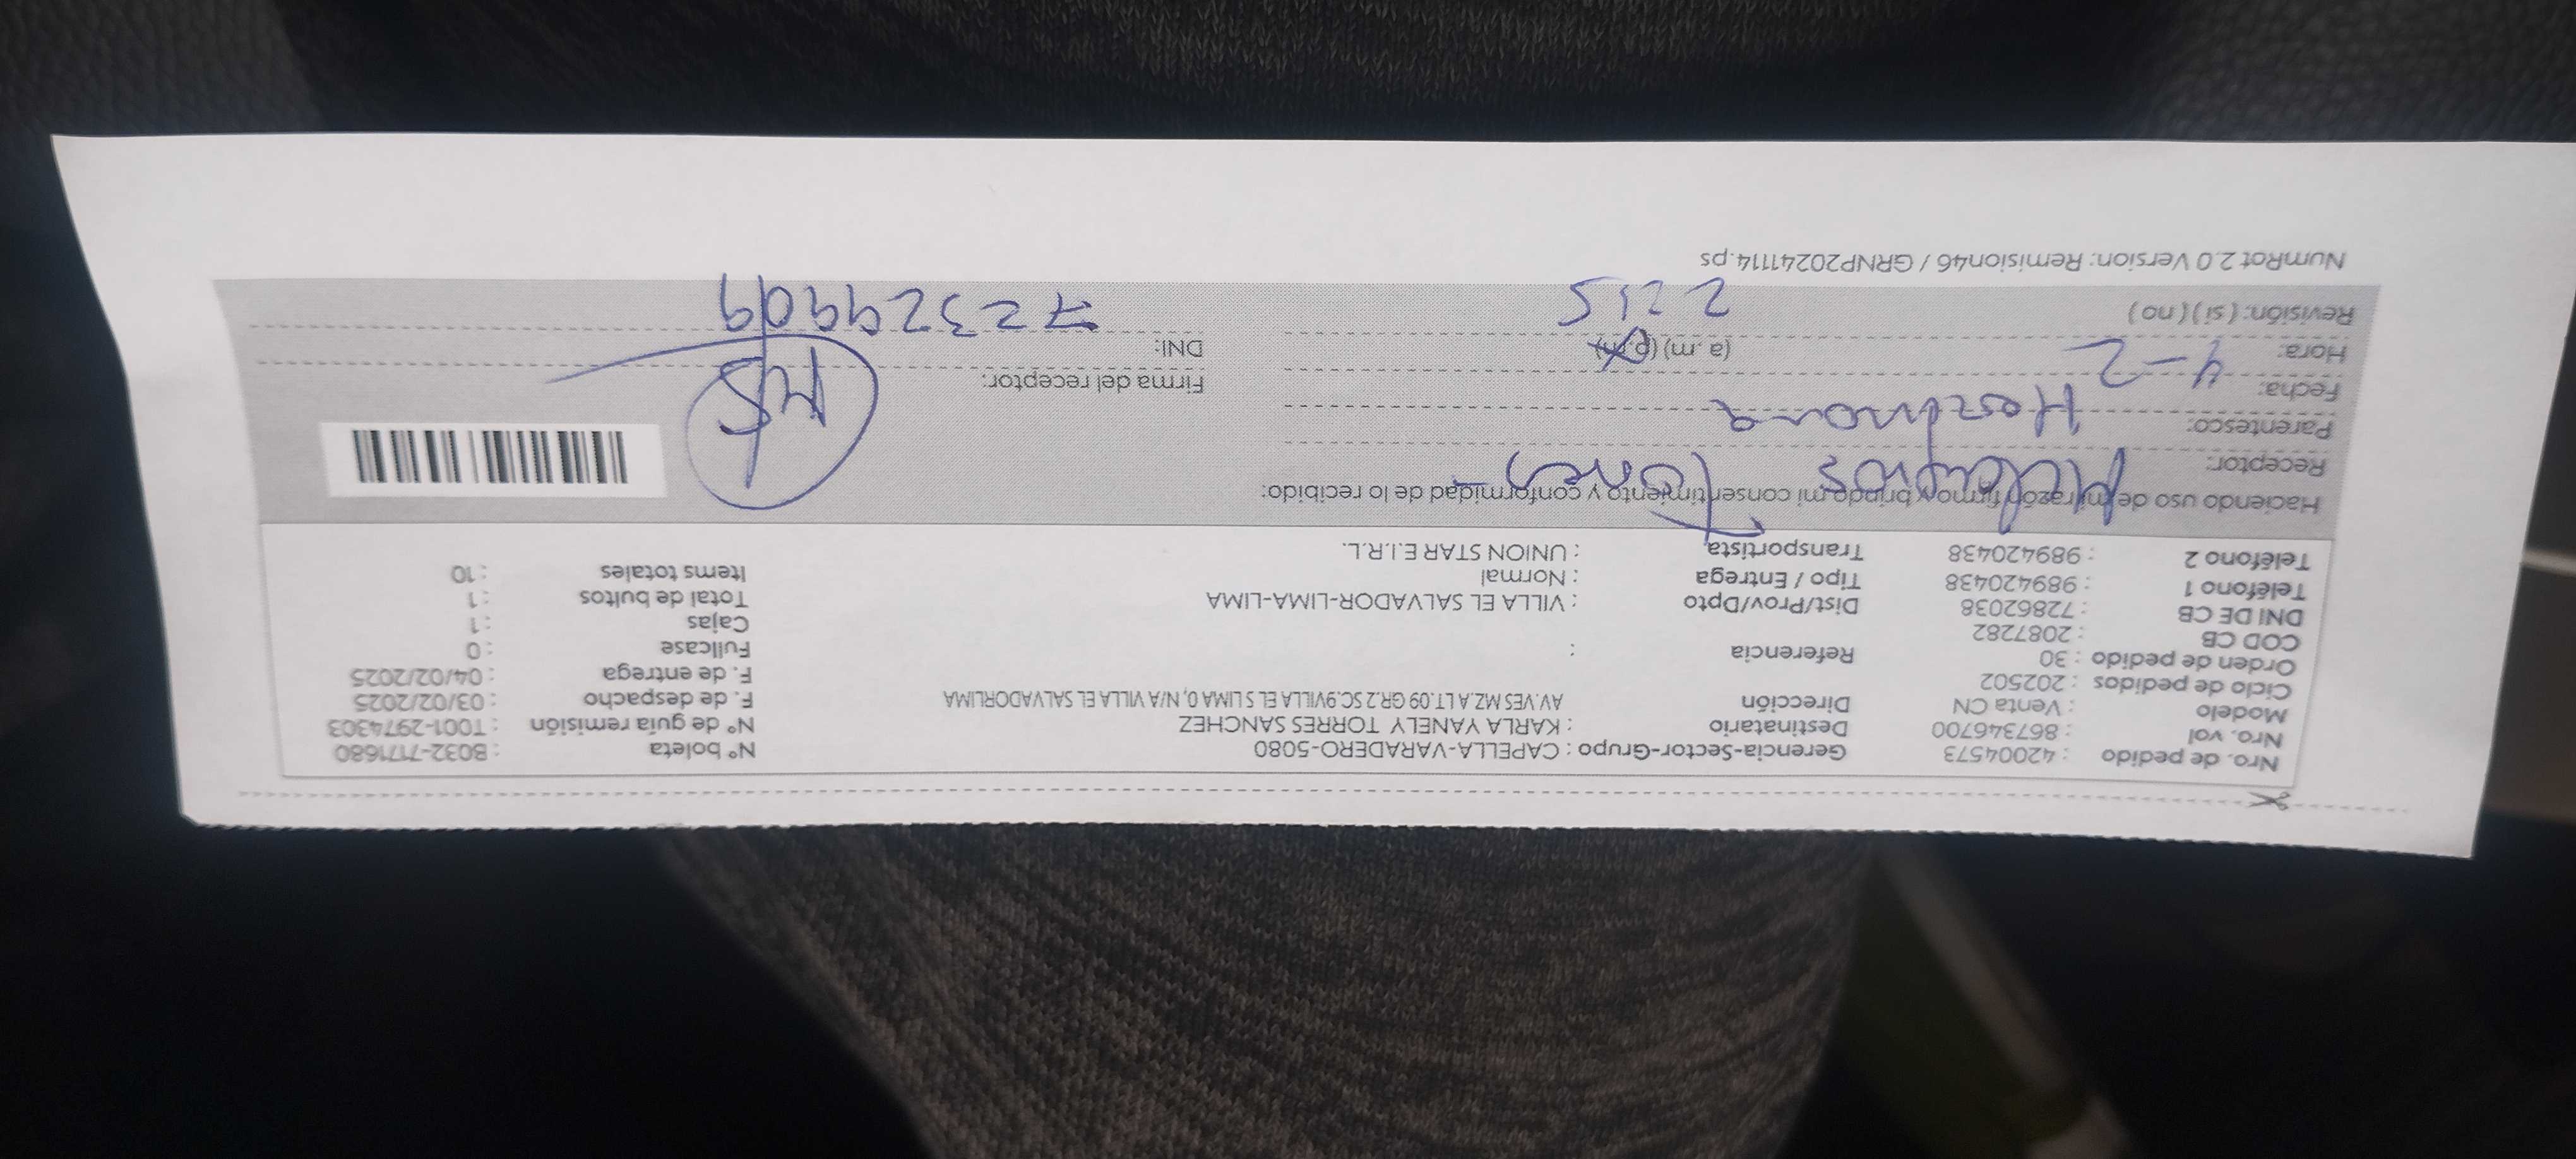 Nro. de pedido : 42004573 Gerencia-Sector-Grupo : CAPELLA-VARADERO-5080 N° boleta : B032-7171680
Nro. vol : 867346700 Destinatario : KARLA YANELY TORRES SANCHEZ N° de guía remisión : T001-2974303
Modelo : Venta CN Dirección AV.VES MZ.A LT.09 GR.2 SC.9VILLA EL S LIMA 0, N/A VILLA EL SALVADORLIMA F. de despacho : 03/02/2025
Ciclo de pedidos : 202502 F. de entrega : 04/02/2025
Orden de pedido : 30 Referencia : Fullcase : 0
COD CB : 2087282 Cajas : 1
DNI DE CB : 72862038 Dist/Prov/Dpto : VILLA EL SALVADOR-LIMA-LIMA Total de bultos : 1
Teléfono 1 : 989420438 Tipo / Entrega : Normal Items totales : 10
Teléfono 2 : 989420438 Transportista : UNION STAR E.I.R.L.
Haciendo uso de mi razón firmo y brindo mi consentimiento y conformidad de lo recibido:
Receptor: Milagros Torres
Parentesco: Hermana
Fecha: 4-2 Firma del receptor:
Hora: (a.m) (p.m) DNI: 72329909
Revisión: (si) (no) 2 215
NumRot 2.0 Version: Remision46 / GRNP20241114.ps